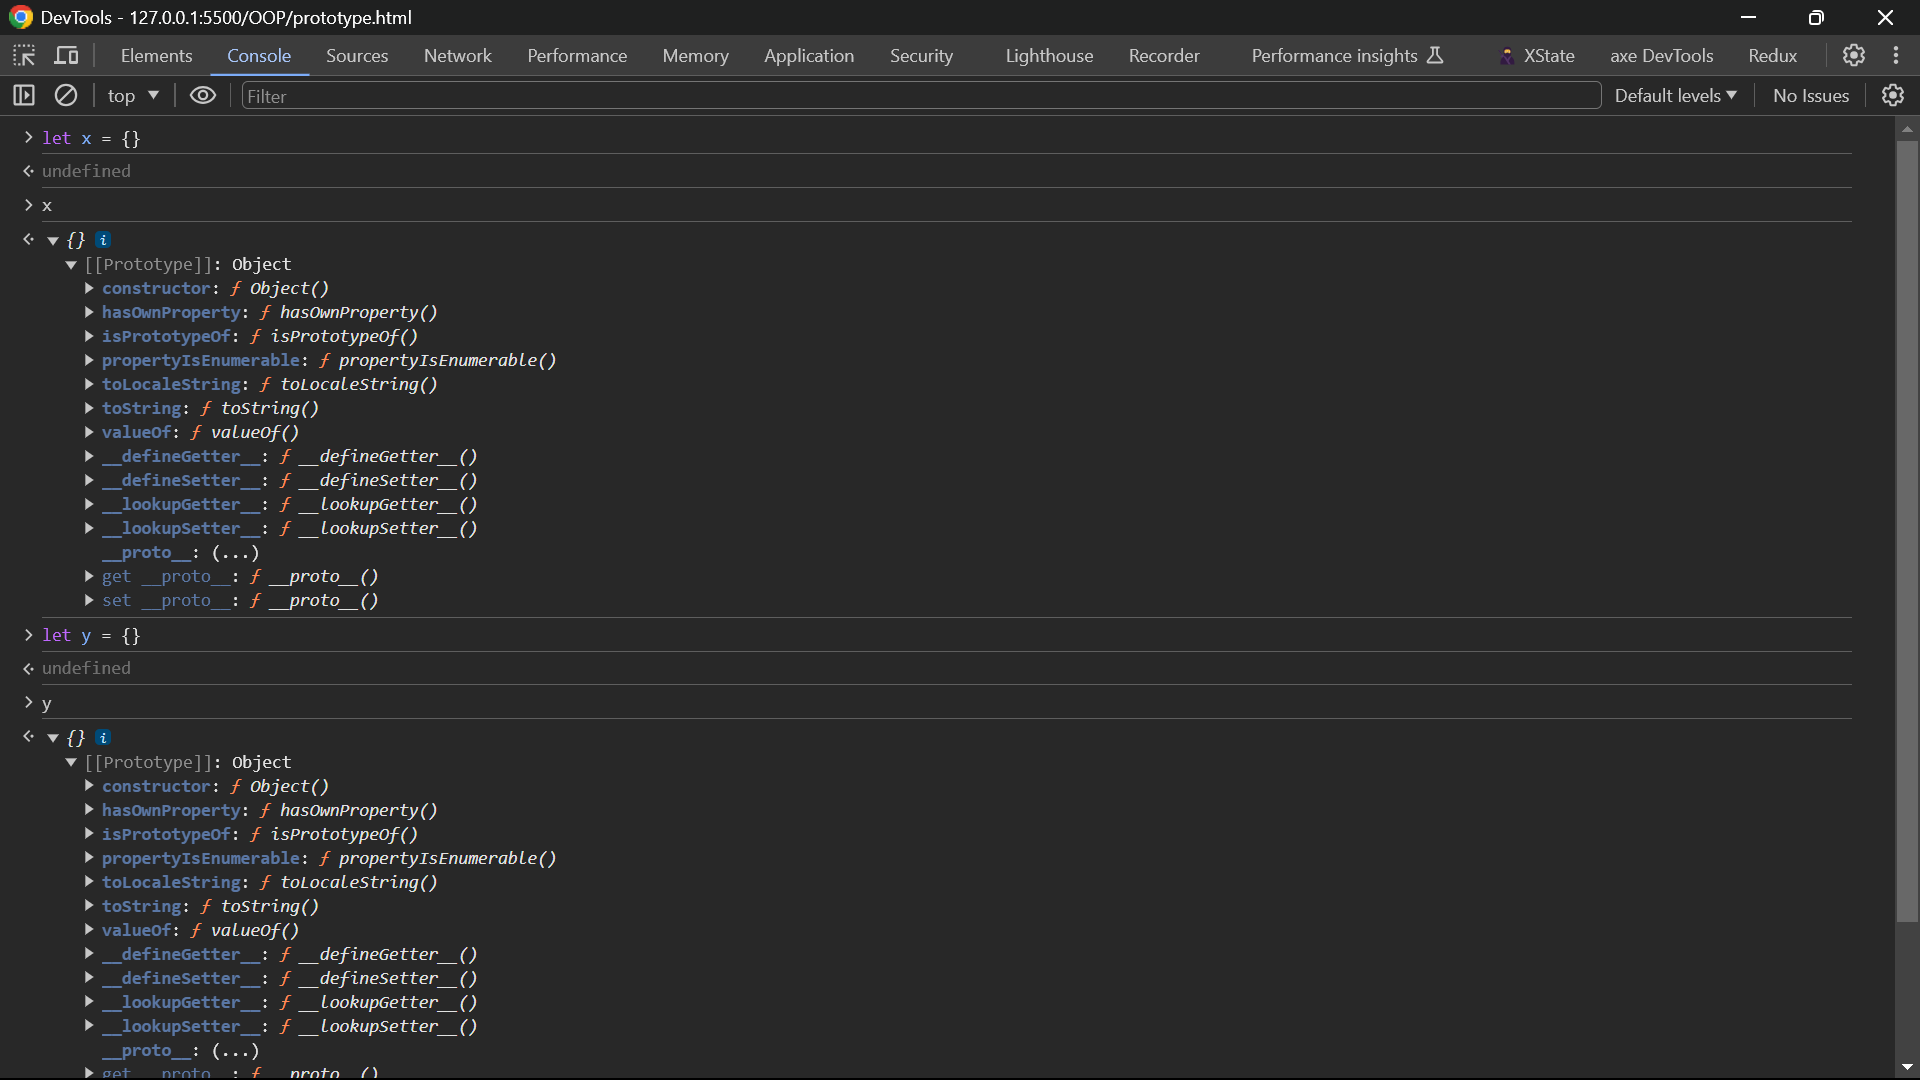 DevTools - 127.0.0.1:5500/OOP/prototype.html
Elements Console Sources Network Performance Memory Application Security Lighthouse Recorder Performance insights XState axe DevTools Redux
top Filter Default levels No Issues
> let x = {}
undefined
> x
{} i
[[Prototype]]: Object
constructor: ƒ Object()
hasOwnProperty: ƒ hasOwnProperty()
isPrototypeOf: ƒ isPrototypeOf()
propertyIsEnumerable: ƒ propertyIsEnumerable()
toLocaleString: ƒ toLocaleString()
toString: ƒ toString()
valueOf: ƒ valueOf()
__defineGetter__: ƒ __defineGetter__()
__defineSetter__: ƒ __defineSetter__()
__lookupGetter__: ƒ __lookupGetter__()
__lookupSetter__: ƒ __lookupSetter__()
__proto__: (...)
get __proto__: ƒ __proto__()
set __proto__: ƒ __proto__()
> let y = {}
undefined
> y
{} i
[[Prototype]]: Object
constructor: ƒ Object()
hasOwnProperty: ƒ hasOwnProperty()
isPrototypeOf: ƒ isPrototypeOf()
propertyIsEnumerable: ƒ propertyIsEnumerable()
toLocaleString: ƒ toLocaleString()
toString: ƒ toString()
valueOf: ƒ valueOf()
__defineGetter__: ƒ __defineGetter__()
__defineSetter__: ƒ __defineSetter__()
__lookupGetter__: ƒ __lookupGetter__()
__lookupSetter__: ƒ __lookupSetter__()
__proto__: (...)
get __proto__: ƒ __proto__()